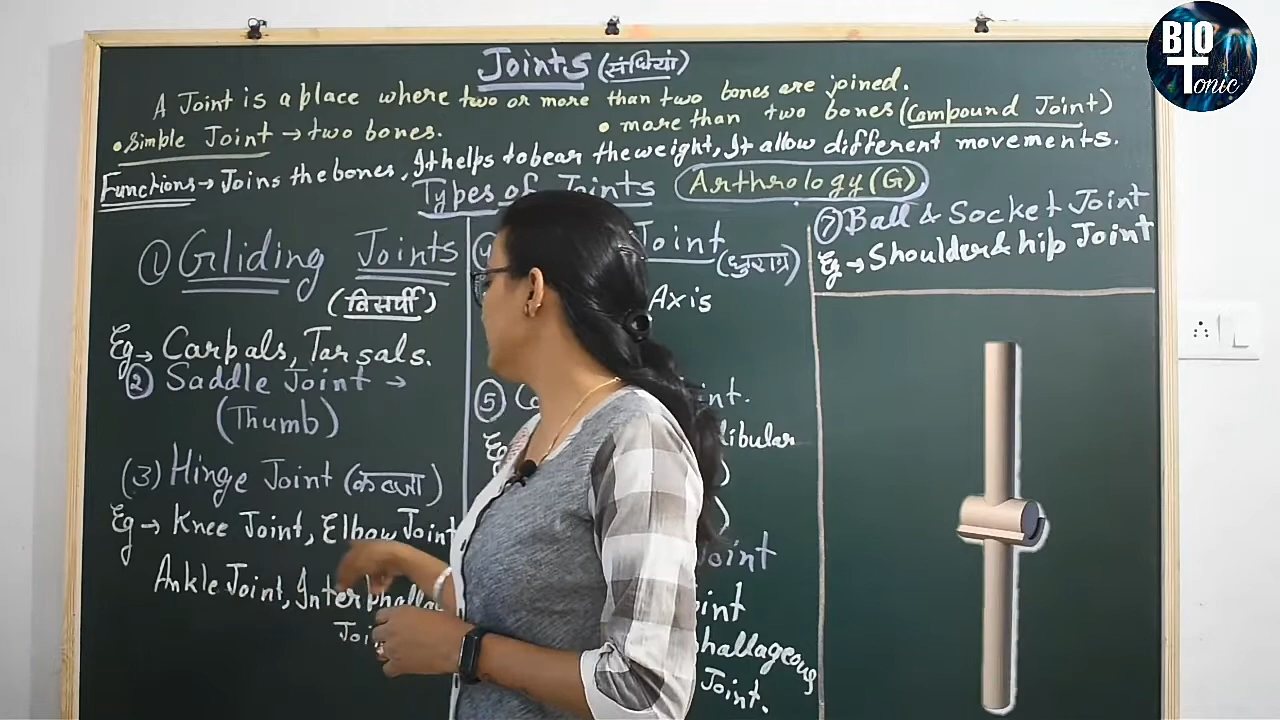 BIO
Tonic
Joints (संधियां)
A Joint is a place where two or more than two bones are joined.
• Simple Joint → two bones.
• more than two bones (Compound Joint)
Functions → Joins the bones, It helps to bear the weight, It allow different movements.
Types of Joints Arthrology (G)
① Gliding Joints
(विसर्पी)
Eg → Carpals, Tarsals.
② Saddle Joint →
(Thumb)
(3) Hinge Joint (कब्जा)
Eg → Knee Joint, Elbow Joint
Ankle Joint,
④ Joint
(धुराग्र)
Axis
⑤
Eg
Joint
hallageous
Joint.
⑦ Ball & Socket Joint
Eg → Shoulder & hip Joint